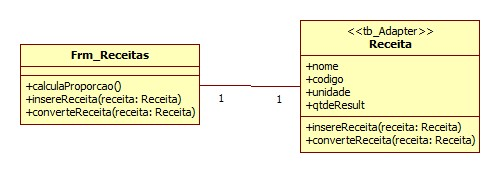 Frm_Receitas
+calculaProporcao()
+insereReceita(receita: Receita)
+converteReceita(receita: Receita)
1
1
<<tb_Adapter>>
Receita
+nome
+codigo
+unidade
+qtdeResult
+insereReceita(receita: Receita)
+converteReceita(receita: Receita)